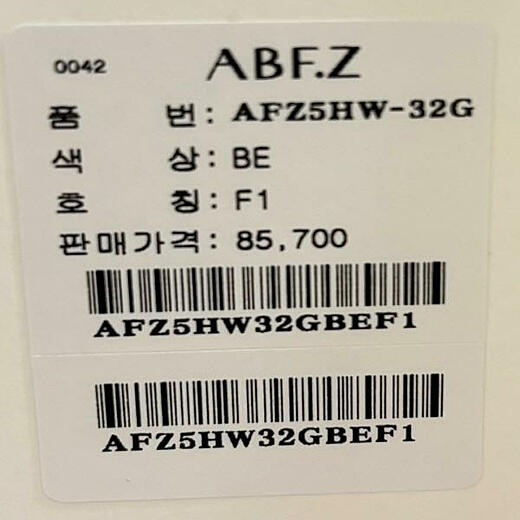 0042 ABF.Z
품 번: AFZ5HW-32G
색 상: BE
호 칭: F1
판매가격: 85,700
AFZ5HW32GBEF1
AFZ5HW32GBEF1